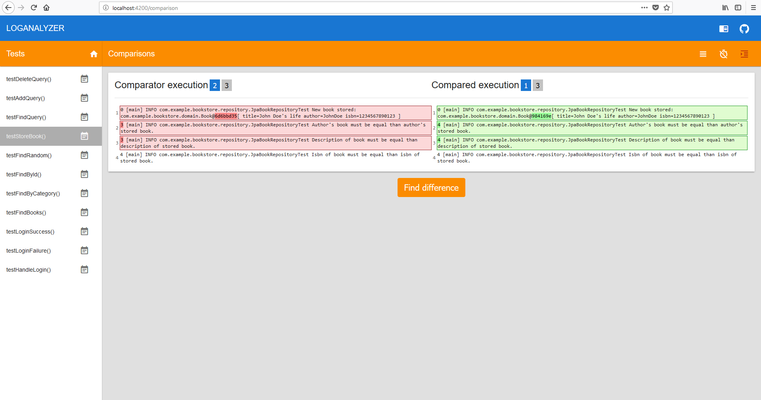 localhost:4200/comparison
LOGANALYZER
Tests
Comparisons
testDeleteQuery()
testAddQuery()
testFindQuery()
testStoreBook()
testFindRandom()
testFindById()
testFindByCategory()
testFindBooks()
testLoginSuccess()
testLoginFailure()
testHandleLogin()
Comparator execution 2 3
0 [main] INFO com.example.bookstore.repository.JpaBookRepositoryTest New book stored:
com.example.bookstore.domain.Book@ [ title=John Doe's life author=JohnDoe isbn=1234567890123 ]
3 [main] INFO com.example.bookstore.repository.JpaBookRepositoryTest Author's book must be equal than author's
stored book.
3 [main] INFO com.example.bookstore.repository.JpaBookRepositoryTest Description of book must be equal than
description of stored book.
4 [main] INFO com.example.bookstore.repository.JpaBookRepositoryTest Isbn of book must be equal than isbn of
stored book.
Compared execution 1 3
0 [main] INFO com.example.bookstore.repository.JpaBookRepositoryTest New book stored:
com.example.bookstore.domain.Book@984169e[ title=John Doe's life author=JohnDoe isbn=1234567890123 ]
4 [main] INFO com.example.bookstore.repository.JpaBookRepositoryTest Author's book must be equal than author's
stored book.
4 [main] INFO com.example.bookstore.repository.JpaBookRepositoryTest Description of book must be equal than
description of stored book.
4 [main] INFO com.example.bookstore.repository.JpaBookRepositoryTest Isbn of book must be equal than isbn of
stored book.
Find difference